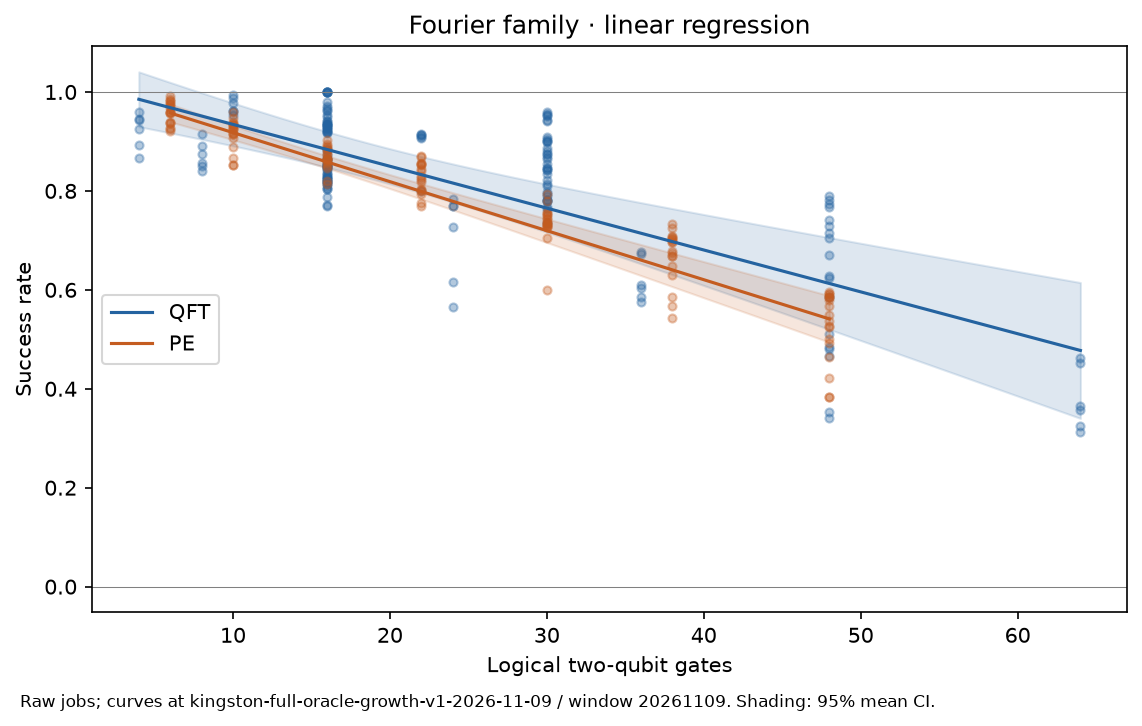 Fourier family · linear regression
Success rate
1.0
0.8
0.6
0.4
0.2
0.0
QFT
PE
10 20 30 40 50 60
Logical two-qubit gates
Raw jobs; curves at kingston-full-oracle-growth-v1-2026-11-09 / window 20261109. Shading: 95% mean CI.